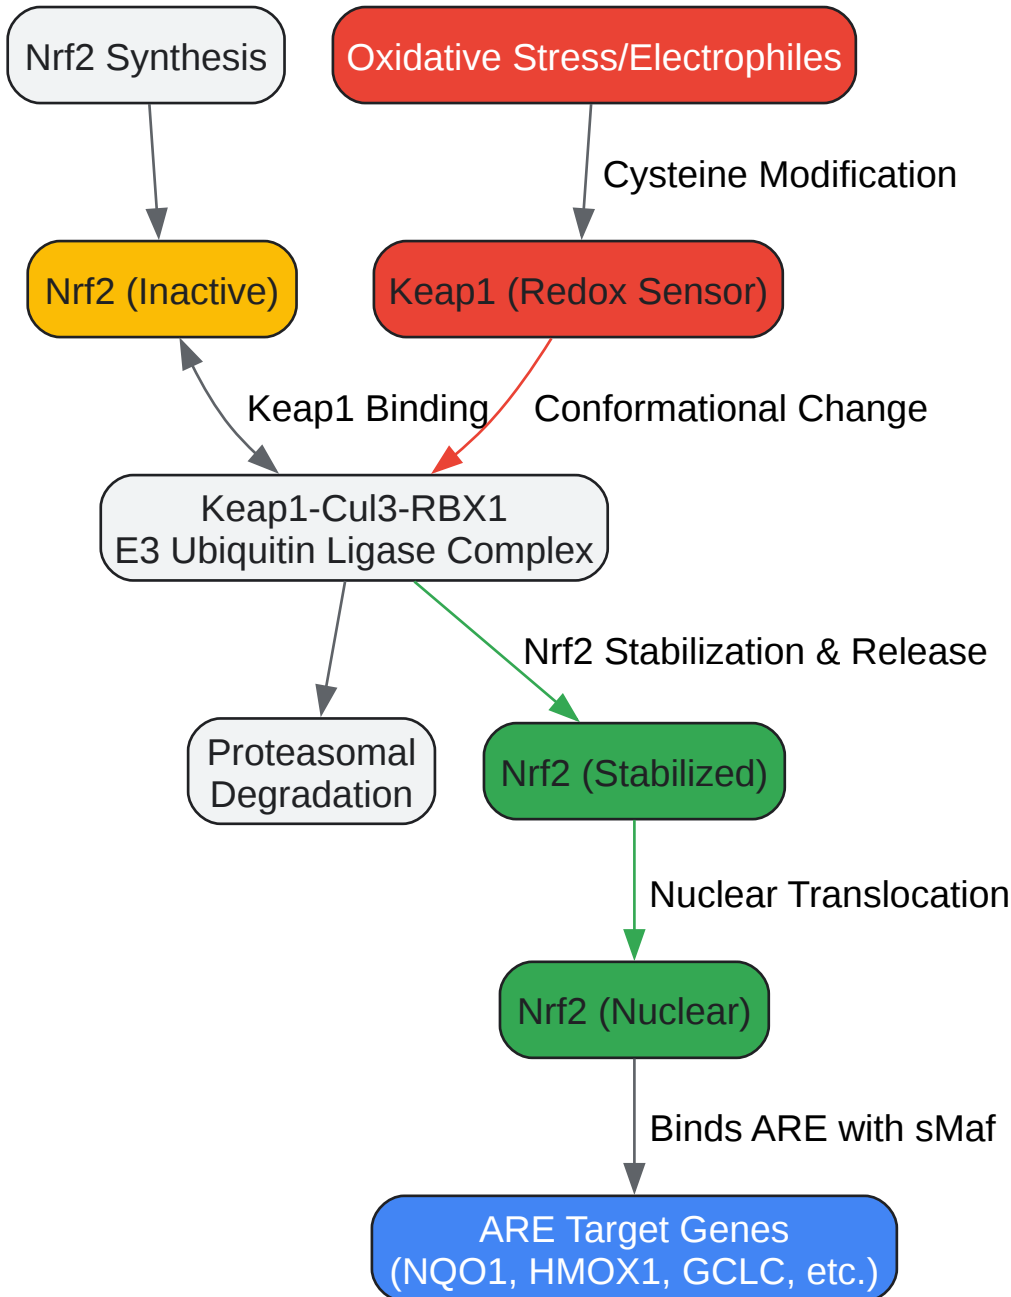 Nrf2 Synthesis
Oxidative Stress/Electrophiles
Cysteine Modification
Nrf2 (Inactive)
Keap1 (Redox Sensor)
Keap1 Binding
Conformational Change
Keap1-Cul3-RBX1
E3 Ubiquitin Ligase Complex
Nrf2 Stabilization & Release
Proteasomal
Degradation
Nrf2 (Stabilized)
Nuclear Translocation
Nrf2 (Nuclear)
Binds ARE with sMaf
ARE Target Genes
(NQO1, HMOX1, GCLC, etc.)